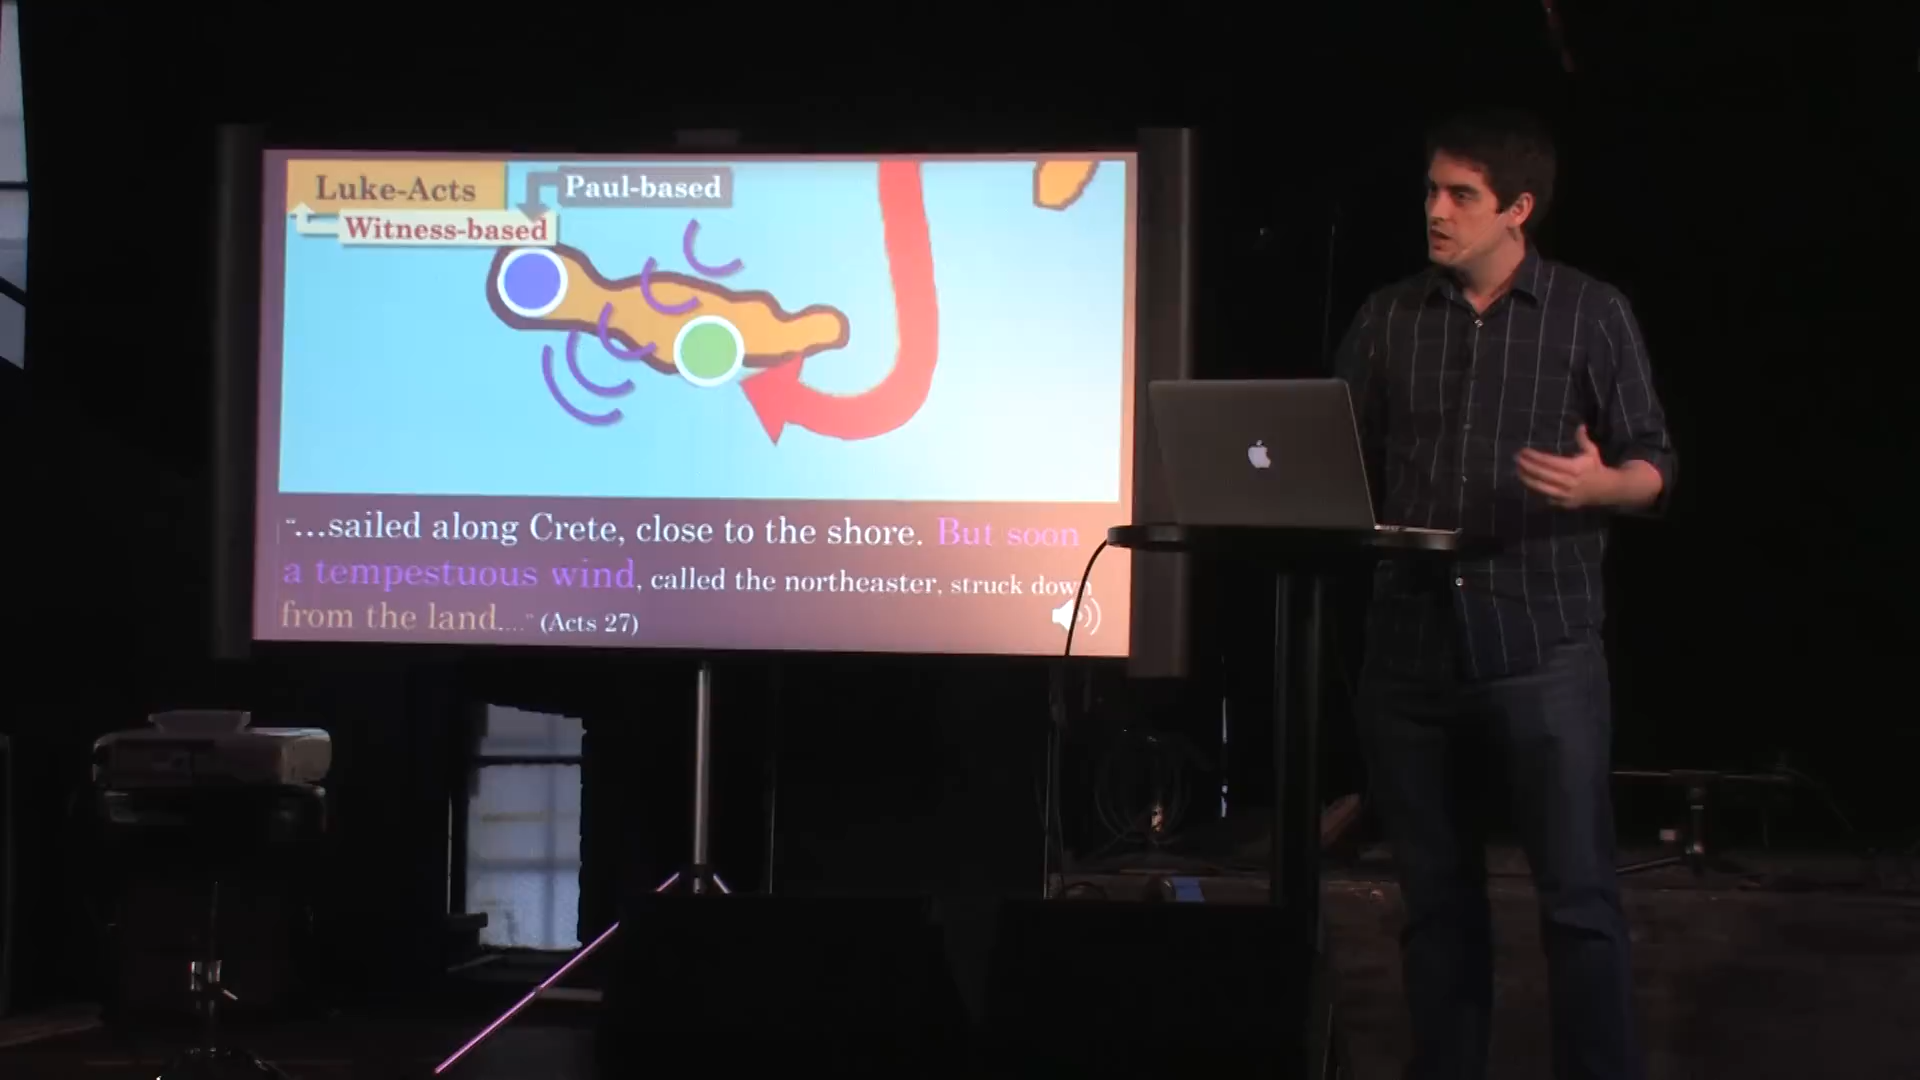 Luke-Acts
Paul-based
Witness-based
"...sailed along Crete, close to the shore. But soon
a tempestuous wind, called the northeaster, struck down
from the land...." (Acts 27)